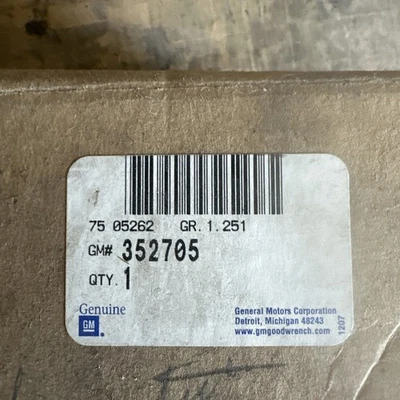 75 05262 GR.1.251
GM# 352705
QTY. 1
Genuine
GM
General Motors Corporation
Detroit, Michigan 48243
www.gmgoodwrench.com
1207